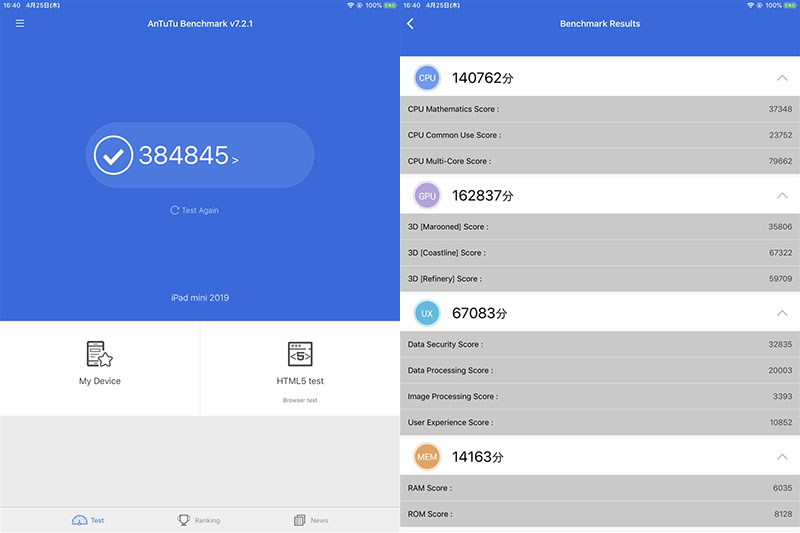 16:40 4月25日(木) 100%
AnTuTu Benchmark v7.2.1
384845 >
Test Again
iPad mini 2019
My Device
HTML5 test
Browser test
Test
Ranking
News
16:40 4月25日(木) 100%
Benchmark Results
CPU 140762分
CPU Mathematics Score : 37348
CPU Common Use Score : 23752
CPU Multi-Core Score : 79662
GPU 162837分
3D [Marooned] Score : 35806
3D [Coastline] Score : 67322
3D [Refinery] Score : 59709
UX 67083分
Data Security Score : 32835
Data Processing Score : 20003
Image Processing Score : 3393
User Experience Score : 10852
MEM 14163分
RAM Score : 6035
ROM Score : 8128